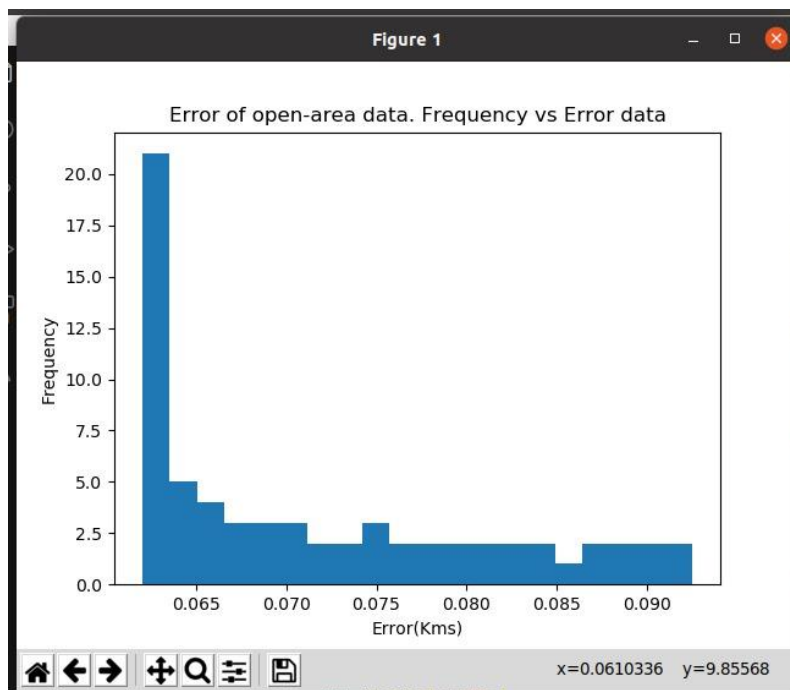 Figure 1
Error of open-area data. Frequency vs Error data
20.0
17.5
15.0
12.5
10.0
7.5
5.0
2.5
0.0
Frequency
0.065 0.070 0.075 0.080 0.085 0.090
Error(Kms)
x=0.0610336 y=9.85568